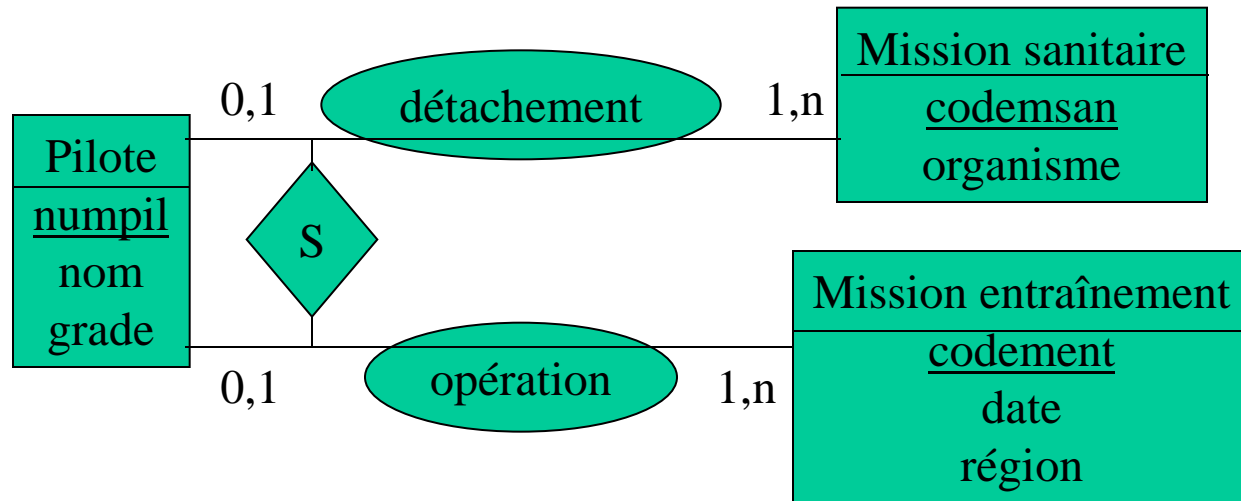 Pilote
numpil
nom
grade
0,1
détachement
1,n
Mission sanitaire
codemsan
organisme
S
0,1
opération
1,n
Mission entraînement
codement
date
région